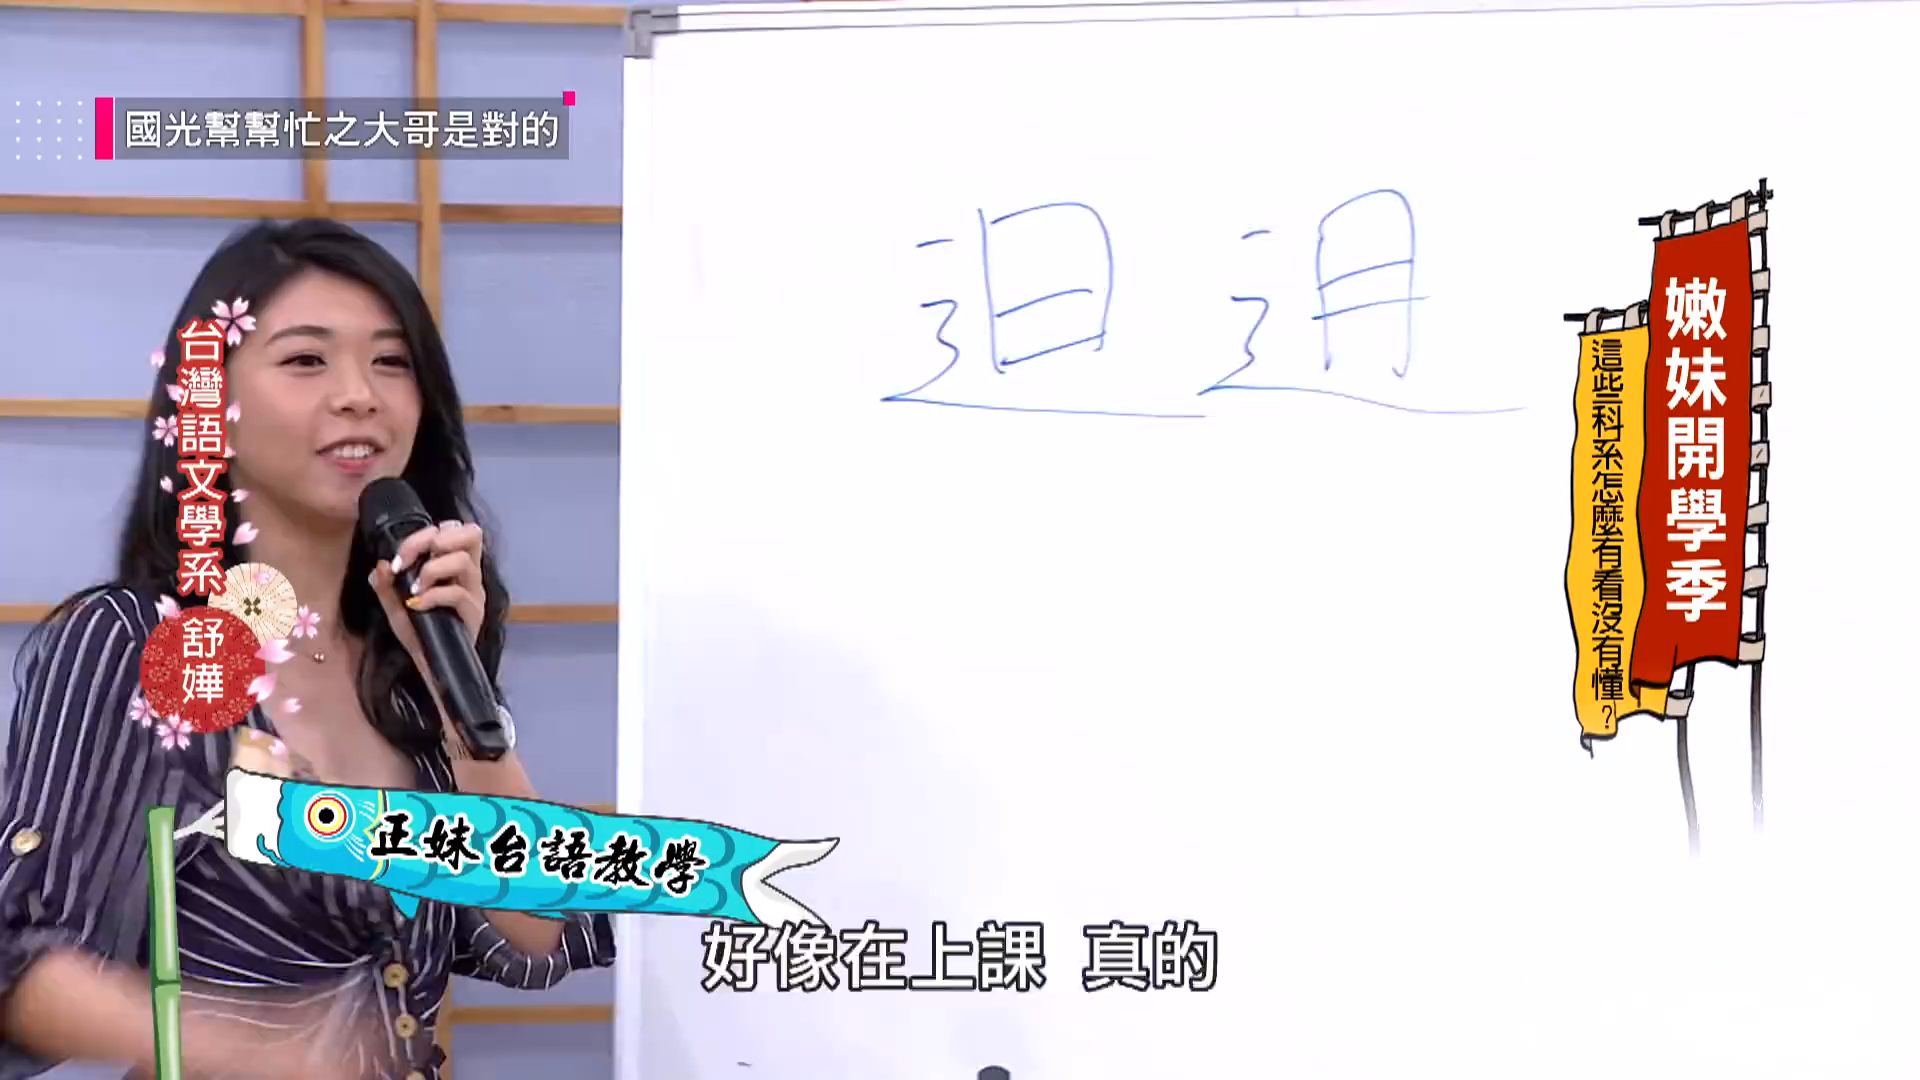 國光幫幫忙之大哥是對的
𨑨迌
嫩妹開學季
這些科系怎麼有看沒有懂?
台灣語文學系
舒嬅
正妹台語教學
好像在上課 真的